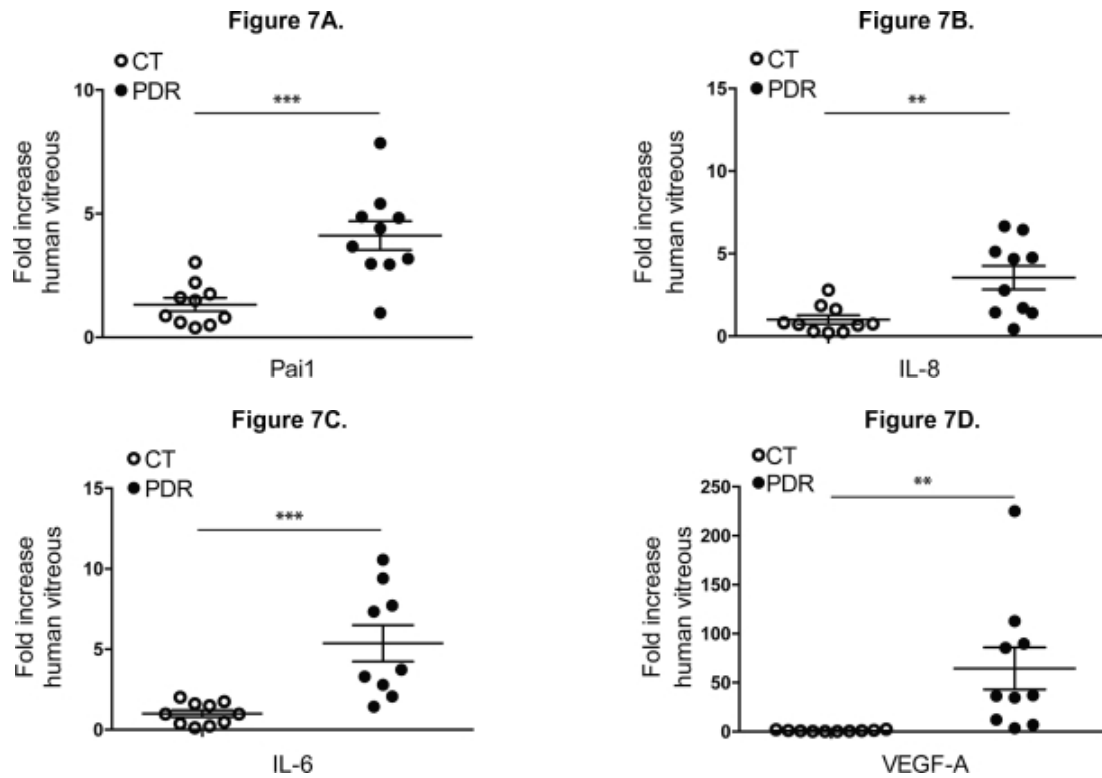 Figure 7A.
CT
PDR
***
10
5
0
Fold increase
human vitreous
Pai1
Figure 7B.
CT
PDR
**
15
10
5
0
Fold increase
human vitreous
IL-8
Figure 7C.
CT
PDR
***
15
10
5
0
Fold increase
human vitreous
IL-6
Figure 7D.
CT
PDR
**
250
200
150
100
50
0
Fold increase
human vitreous
VEGF-A